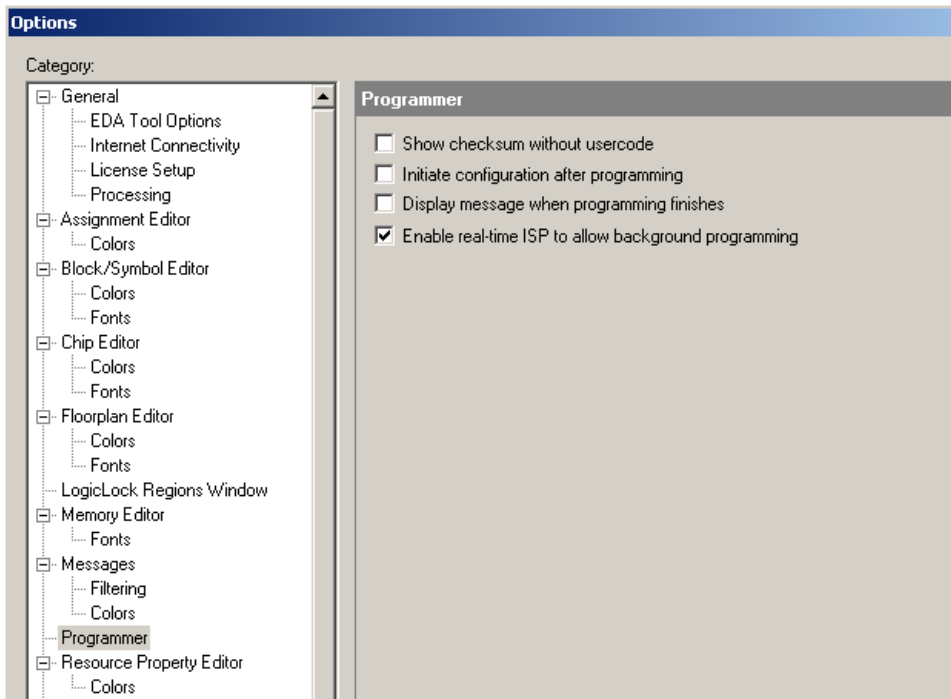 Options
Category:
General
EDA Tool Options
Internet Connectivity
License Setup
Processing
Assignment Editor
Colors
Block/Symbol Editor
Colors
Fonts
Chip Editor
Colors
Fonts
Floorplan Editor
Colors
Fonts
LogicLock Regions Window
Memory Editor
Fonts
Messages
Filtering
Colors
Programmer
Resource Property Editor
Colors
Programmer
Show checksum without usercode
Initiate configuration after programming
Display message when programming finishes
Enable real-time ISP to allow background programming